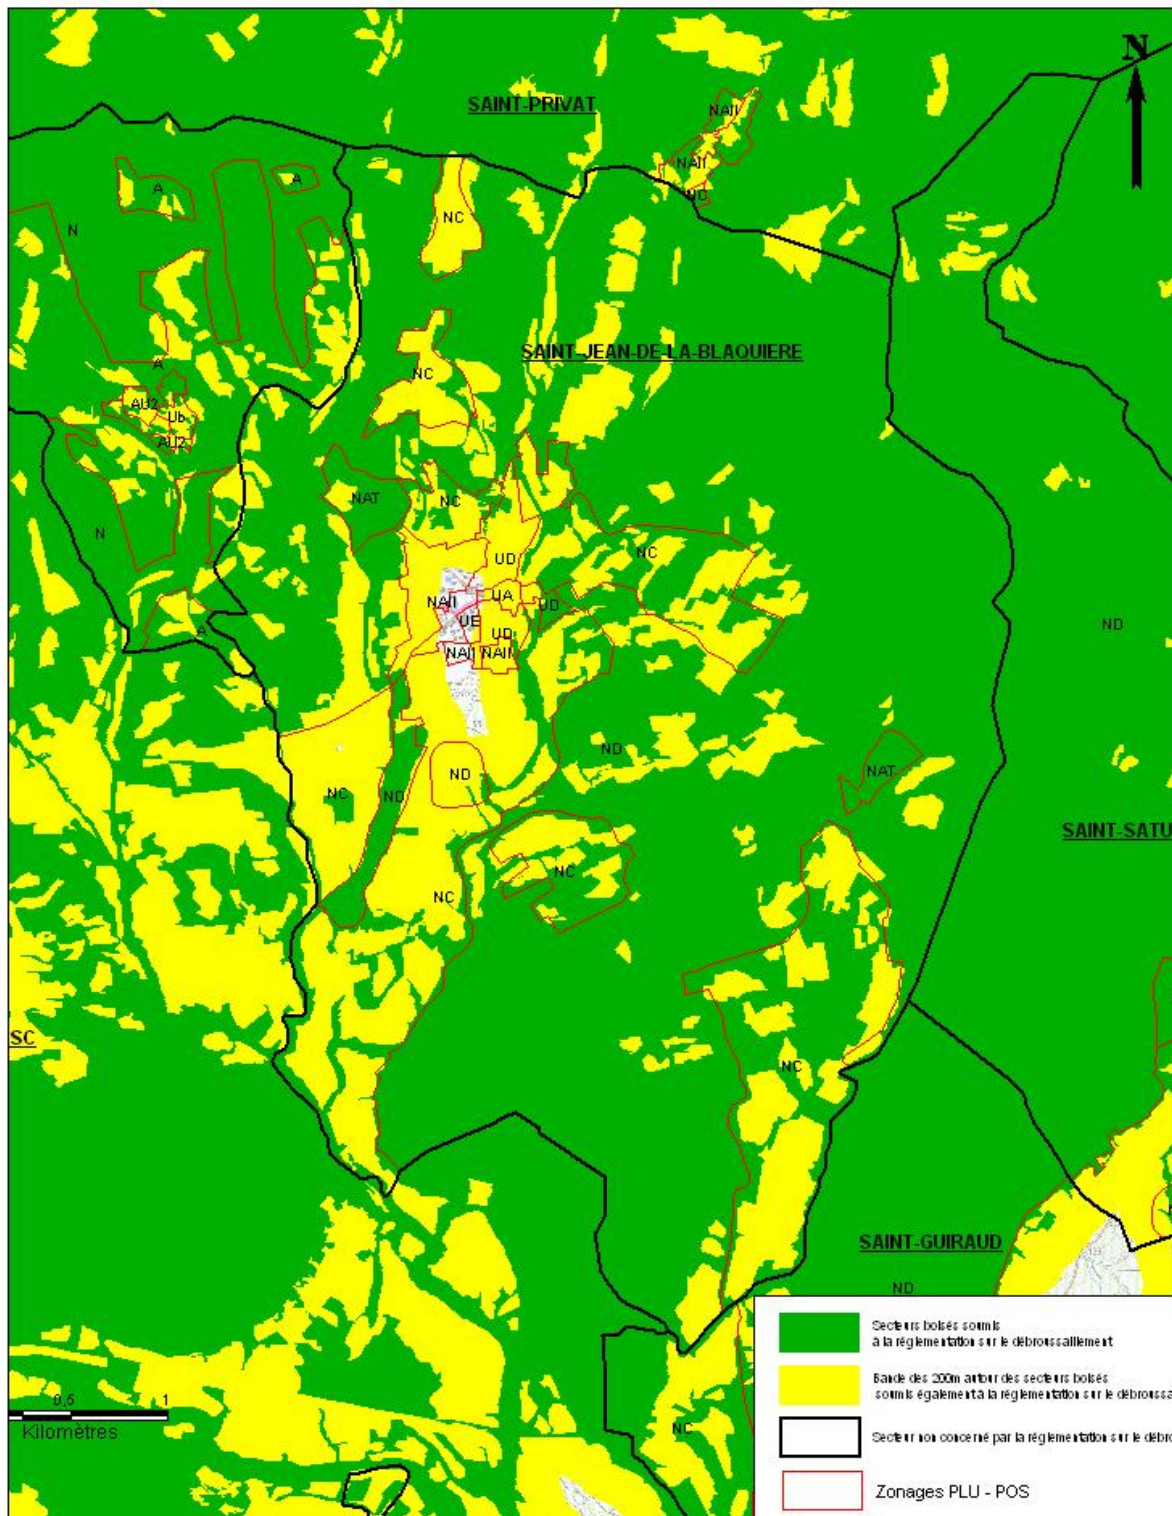 N
SAINT-PRIVAT
NAII
NAII
UC
A
A
N
NC
A
SAINT-JEAN-DE-LA-BLAQUIERE
NC
AU2
Ub
AU2
NAT
NC
N
UD
NC
NAII
UA
UD
UE
UD
NAII
NAII
A
ND
ND
ND
NAT
NC
ND
SAINT-SATU
NC
NC
SC
NC
SAINT-GUIRAUD
ND
0,5
1
Kilomètres
NC
Secteurs boisés soumis
à la réglementation sur le débroussaillement
Bande des 200m autour des secteurs boisés
soumis également à la réglementation sur le débroussa
Secteur non concerné par la réglementation sur le débro
Zonages PLU - POS